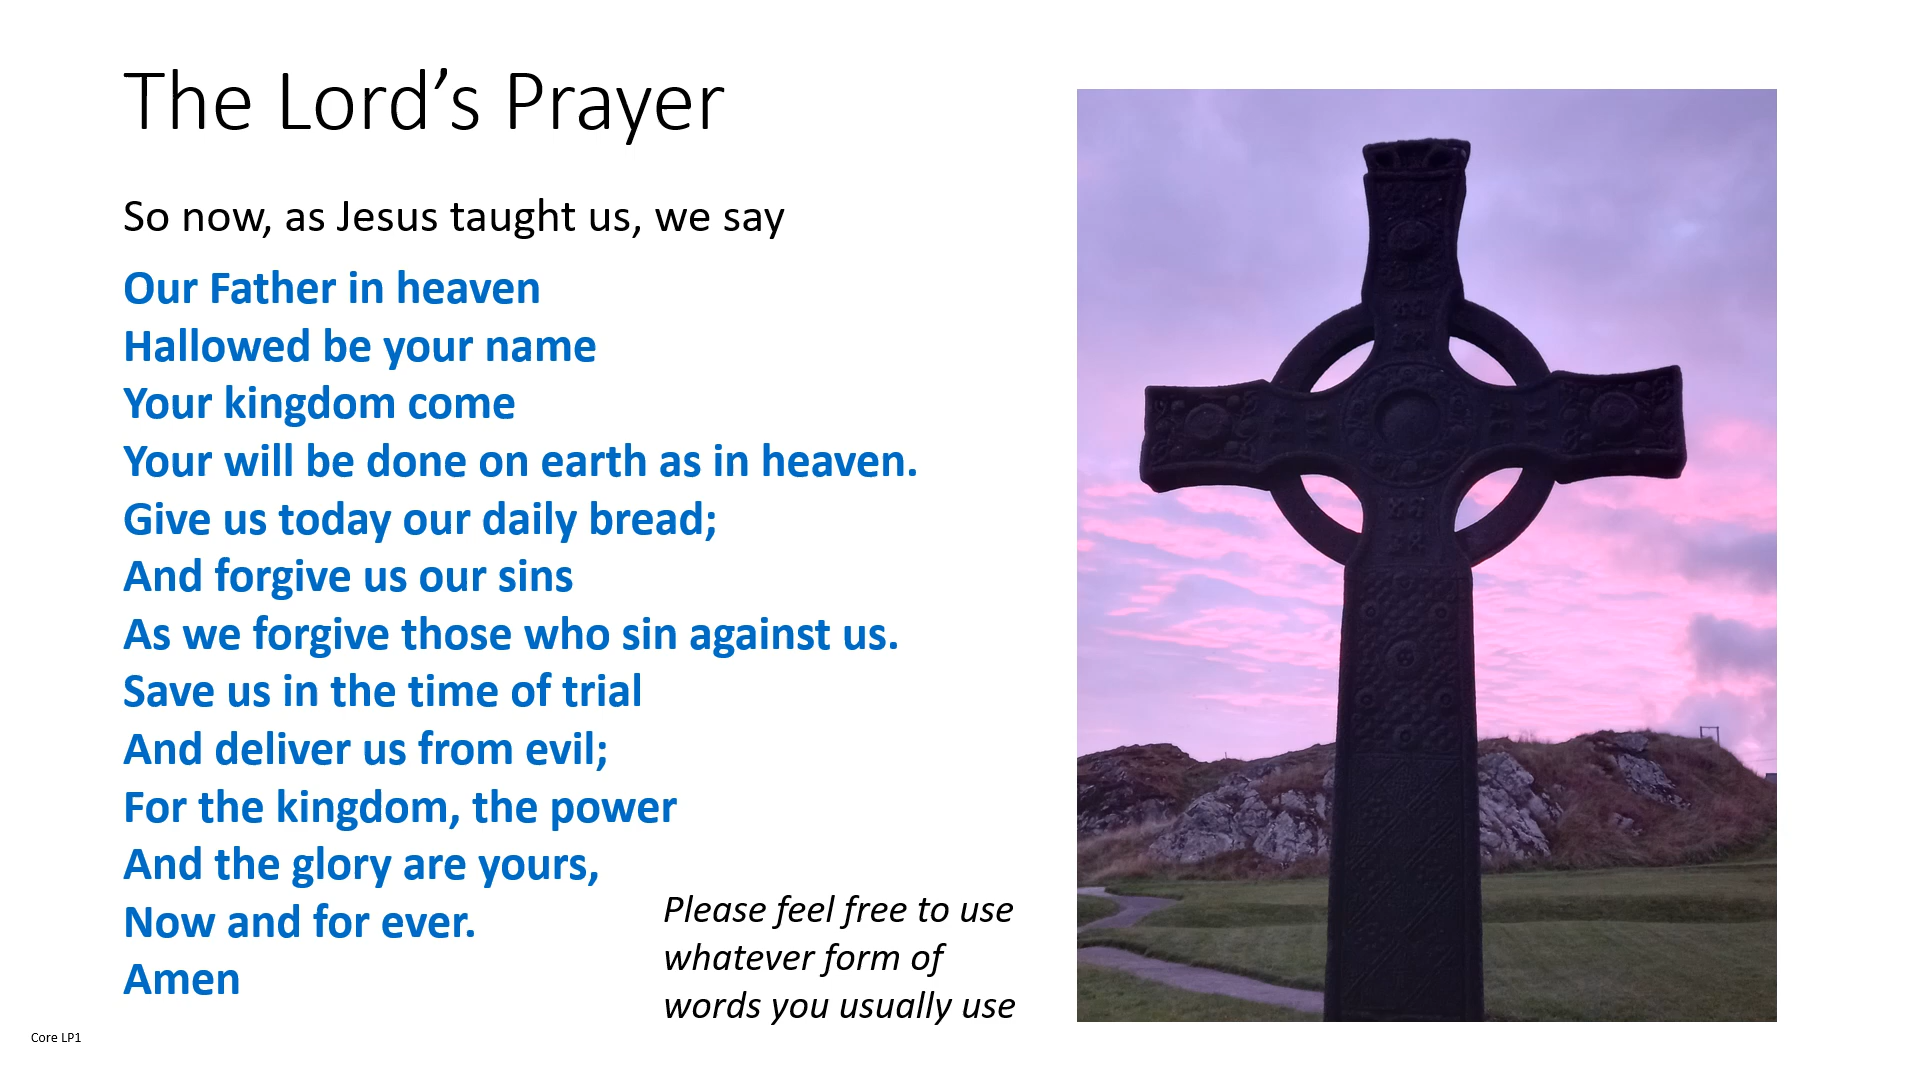 The Lord’s Prayer
So now, as Jesus taught us, we say
Our Father in heaven
Hallowed be your name
Your kingdom come
Your will be done on earth as in heaven.
Give us today our daily bread;
And forgive us our sins
As we forgive those who sin against us.
Save us in the time of trial
And deliver us from evil;
For the kingdom, the power
And the glory are yours,
Now and for ever.
Amen
Please feel free to use
whatever form of
words you usually use
Core LP1